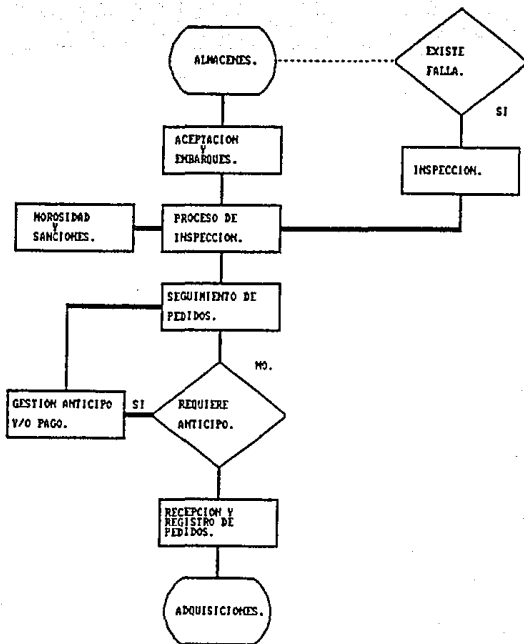 EXISTE
FALLA.
ALMACENES.
SI
ACEPTACION
Y
EMBARQUES.
INSPECCION.
MOROSIDAD
Y
SANCIONES.
PROCESO DE
INSPECCION.
SEGUIMIENTO DE
PEDIDOS.
NO.
GESTION ANTICIPO
Y/O PAGO.
SI
REQUIERE
ANTICIPO.
RECEPCION Y
REGISTRO DE
PEDIDOS.
ADQUISICIONES.